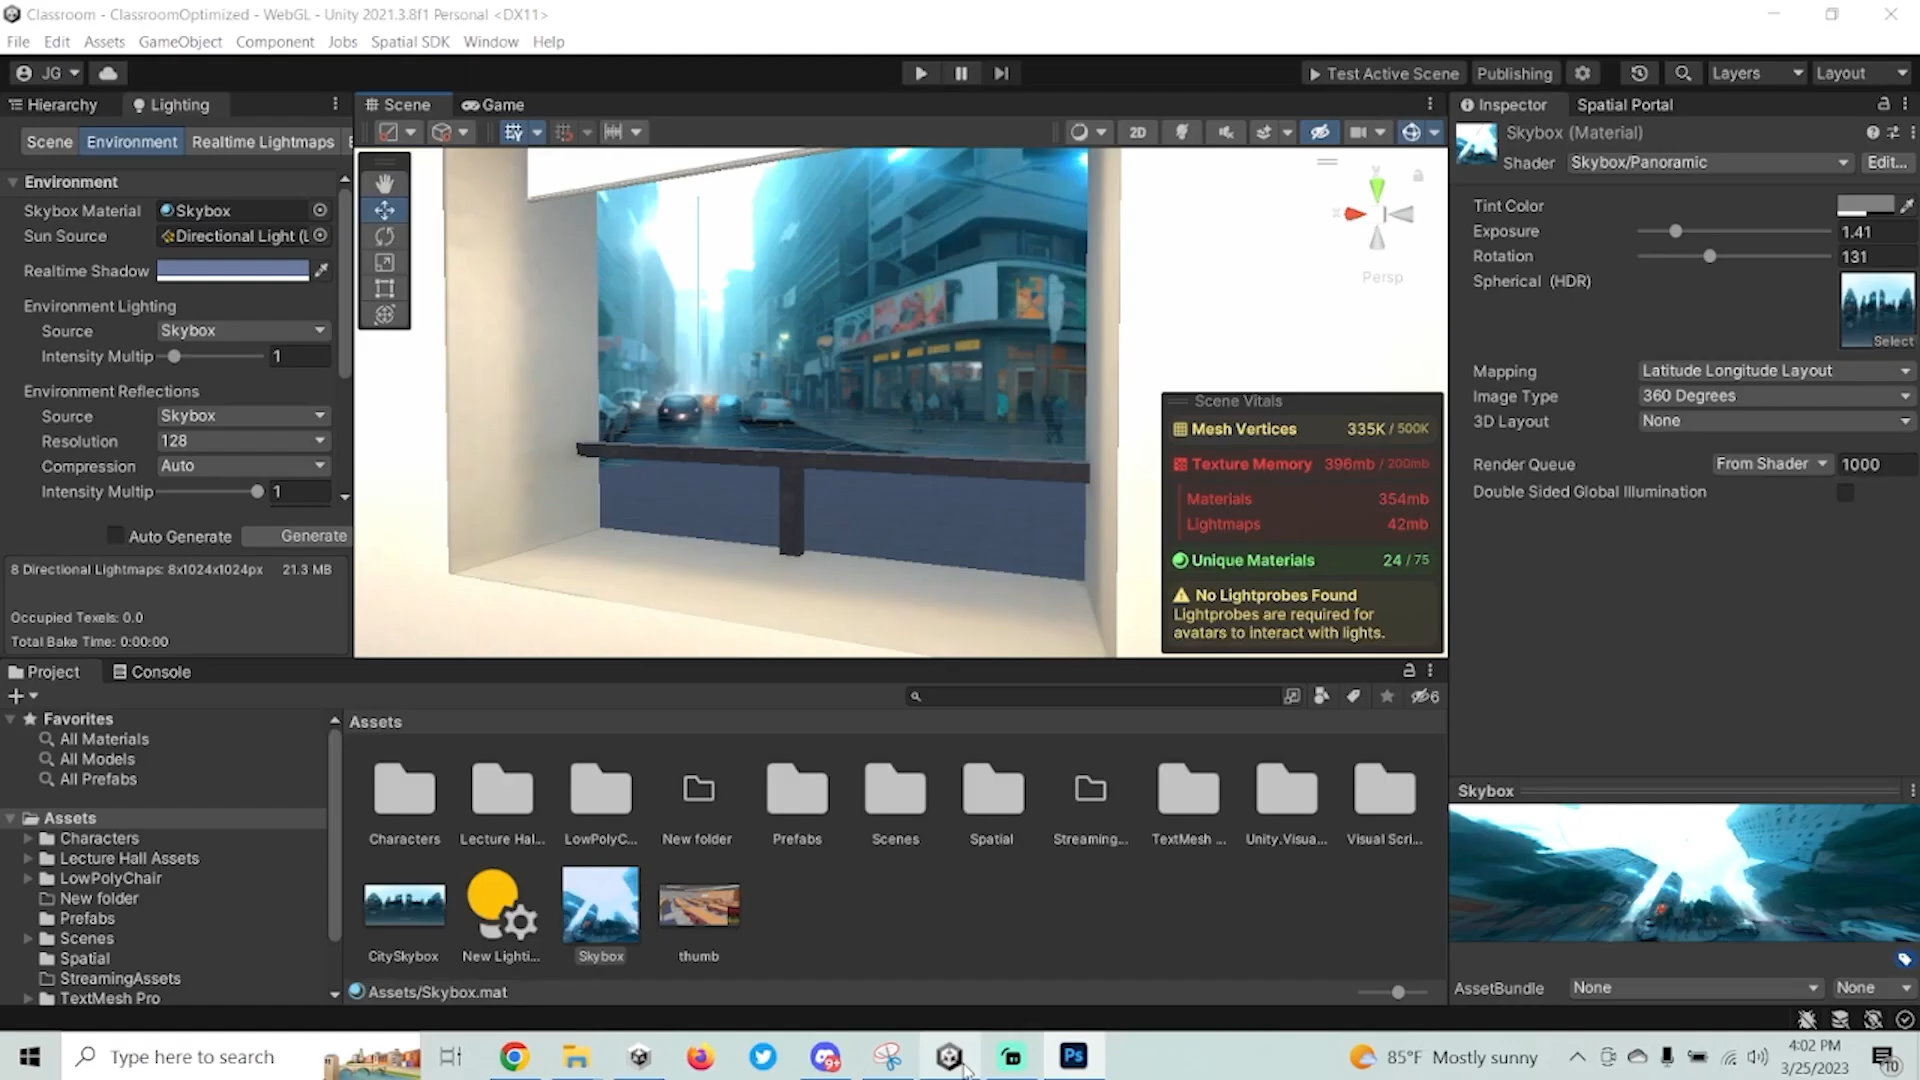 Classroom - ClassroomOptimized - WebGL - Unity 2021.3.8f1 Personal <DX11>
File Edit Assets GameObject Component Jobs Spatial SDK Window Help
JG Test Active Scene Publishing Layers Layout
Hierarchy Lighting Scene Game Inspector Spatial Portal
Scene Environment Realtime Lightmaps
2D
Environment
Skybox Material Skybox
Sun Source Directional Light (L
Realtime Shadow
Environment Lighting
Source Skybox
Intensity Multip 1
Environment Reflections
Source Skybox
Resolution 128
Compression Auto
Intensity Multip 1
Auto Generate Generate
8 Directional Lightmaps: 8x1024x1024px 21.3 MB
Occupied Texels: 0.0
Total Bake Time: 0:00:00
Persp
Scene Vitals
Mesh Vertices 335K / 500K
Texture Memory 396mb / 200mb
Materials 354mb
Lightmaps 42mb
Unique Materials 24 / 75
No Lightprobes Found
Lightprobes are required for
avatars to interact with lights.
Skybox (Material)
Shader Skybox/Panoramic Edit...
Tint Color
Exposure 1.41
Rotation 131
Spherical (HDR)
Select
Mapping Latitude Longitude Layout
Image Type 360 Degrees
3D Layout None
Render Queue From Shader 1000
Double Sided Global Illumination
Project Console
6
Favorites
All Materials
All Models
All Prefabs
Assets
Characters
Lecture Hall Assets
LowPolyChair
New folder
Prefabs
Scenes
Spatial
StreamingAssets
TextMesh Pro
Assets
Characters Lecture Hal... LowPolyC... New folder Prefabs Scenes Spatial Streaming... TextMesh ... Unity.Visua... Visual Scri...
CitySkybox New Lighti... Skybox thumb
Assets/Skybox.mat
Skybox
AssetBundle None None
Type here to search
9+
Ps
85°F Mostly sunny
4:02 PM
3/25/2023
10